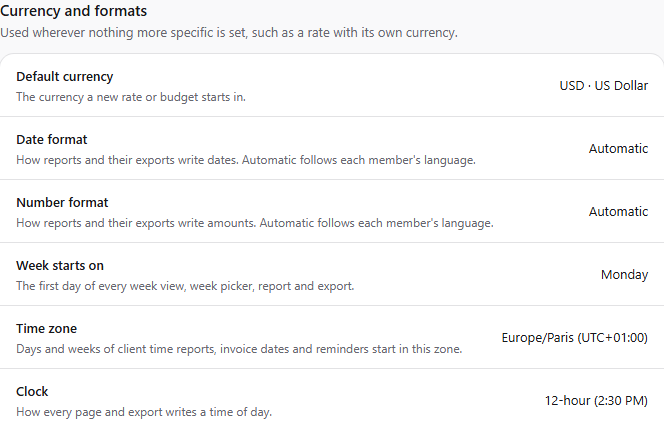 Currency and formats
Used wherever nothing more specific is set, such as a rate with its own currency.
Default currency
The currency a new rate or budget starts in.
USD · US Dollar
Date format
How reports and their exports write dates. Automatic follows each member's language.
Automatic
Number format
How reports and their exports write amounts. Automatic follows each member's language.
Automatic
Week starts on
The first day of every week view, week picker, report and export.
Monday
Time zone
Days and weeks of client time reports, invoice dates and reminders start in this zone.
Europe/Paris (UTC+01:00)
Clock
How every page and export writes a time of day.
12-hour (2:30 PM)